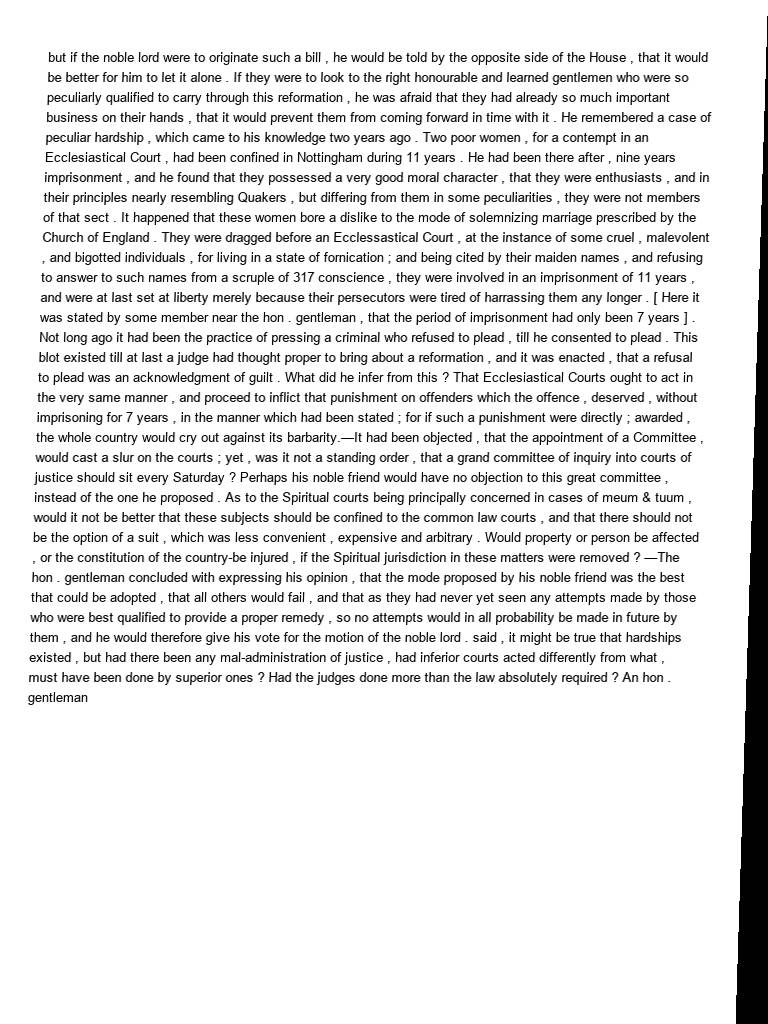 but if the noble lord were to originate such a bill , he would be told by the opposite side of the House , that it would
be better for him to let it alone . If they were to look to the right honourable and learned gentlemen who were so
peculiarly qualified to carry through this reformation , he was afraid that they had already so much important
business on their hands , that it would prevent them from coming forward in time with it . He remembered a case of
peculiar hardship , which came to his knowledge two years ago . Two poor women , for a contempt in an
Ecclesiastical Court , had been confined in Nottingham during 11 years . He had been there after , nine years
imprisonment , and he found that they possessed a very good moral character , that they were enthusiasts , and in
their principles nearly resembling Quakers , but differing from them in some peculiarities , they were not members
of that sect . It happened that these women bore a dislike to the mode of solemnizing marriage prescribed by the
Church of England . They were dragged before an Ecclessastical Court , at the instance of some cruel , malevolent
, and bigotted individuals , for living in a state of fornication ; and being cited by their maiden names , and refusing
to answer to such names from a scruple of 317 conscience , they were involved in an imprisonment of 11 years ,
and were at last set at liberty merely because their persecutors were tired of harrassing them any longer . [ Here it
was stated by some member near the hon . gentleman , that the period of imprisonment had only been 7 years ] .
Not long ago it had been the practice of pressing a criminal who refused to plead , till he consented to plead . This
blot existed till at last a judge had thought proper to bring about a reformation , and it was enacted , that a refusal
to plead was an acknowledgment of guilt . What did he infer from this ? That Ecclesiastical Courts ought to act in
the very same manner , and proceed to inflict that punishment on offenders which the offence , deserved , without
imprisoning for 7 years , in the manner which had been stated ; for if such a punishment were directly ; awarded ,
the whole country would cry out against its barbarity.—It had been objected , that the appointment of a Committee ,
would cast a slur on the courts ; yet , was it not a standing order , that a grand committee of inquiry into courts of
justice should sit every Saturday ? Perhaps his noble friend would have no objection to this great committee ,
instead of the one he proposed . As to the Spiritual courts being principally concerned in cases of meum & tuum ,
would it not be better that these subjects should be confined to the common law courts , and that there should not
be the option of a suit , which was less convenient , expensive and arbitrary . Would property or person be affected
, or the constitution of the country-be injured , if the Spiritual jurisdiction in these matters were removed ? —The
hon . gentleman concluded with expressing his opinion , that the mode proposed by his noble friend was the best
that could be adopted , that all others would fail , and that as they had never yet seen any attempts made by those
who were best qualified to provide a proper remedy , so no attempts would in all probability be made in future by
them , and he would therefore give his vote for the motion of the noble lord . said , it might be true that hardships
existed , but had there been any mal-administration of justice , had inferior courts acted differently from what ,
must have been done by superior ones ? Had the judges done more than the law absolutely required ? An hon .
gentleman